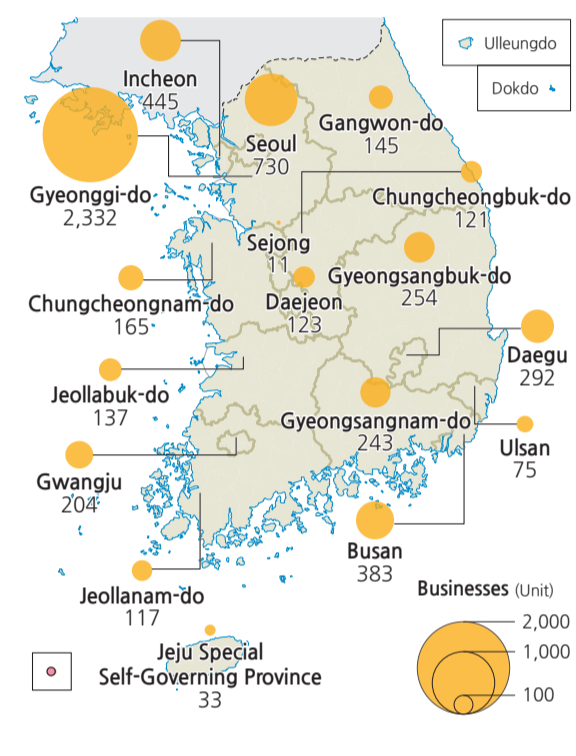 Ulleungdo
Dokdo
Incheon
445
Gangwon-do
145
Seoul
730
Gyeonggi-do
2,332
Chungcheongbuk-do
121
Sejong
11
Gyeongsangbuk-do
254
Chungcheongnam-do
165
Daejeon
123
Daegu
292
Jeollabuk-do
137
Gyeongsangnam-do
243
Ulsan
75
Gwangju
204
Busan
383
Jeollanam-do
117
Jeju Special
Self-Governing Province
33
Businesses (Unit)
2,000
1,000
100